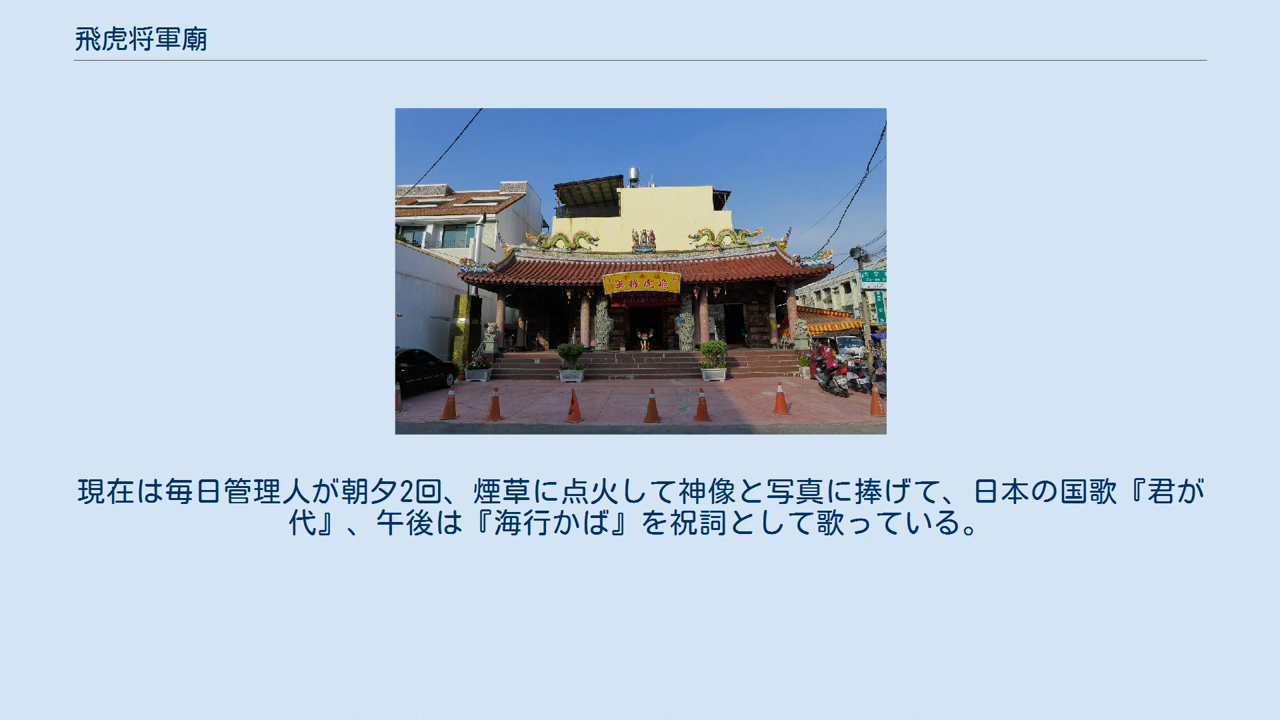 飛虎将軍廟
現在は毎日管理人が朝夕2回、煙草に点火して神像と写真に捧げて、日本の国歌『君が
代』、午後は『海行かば』を祝詞として歌っている。